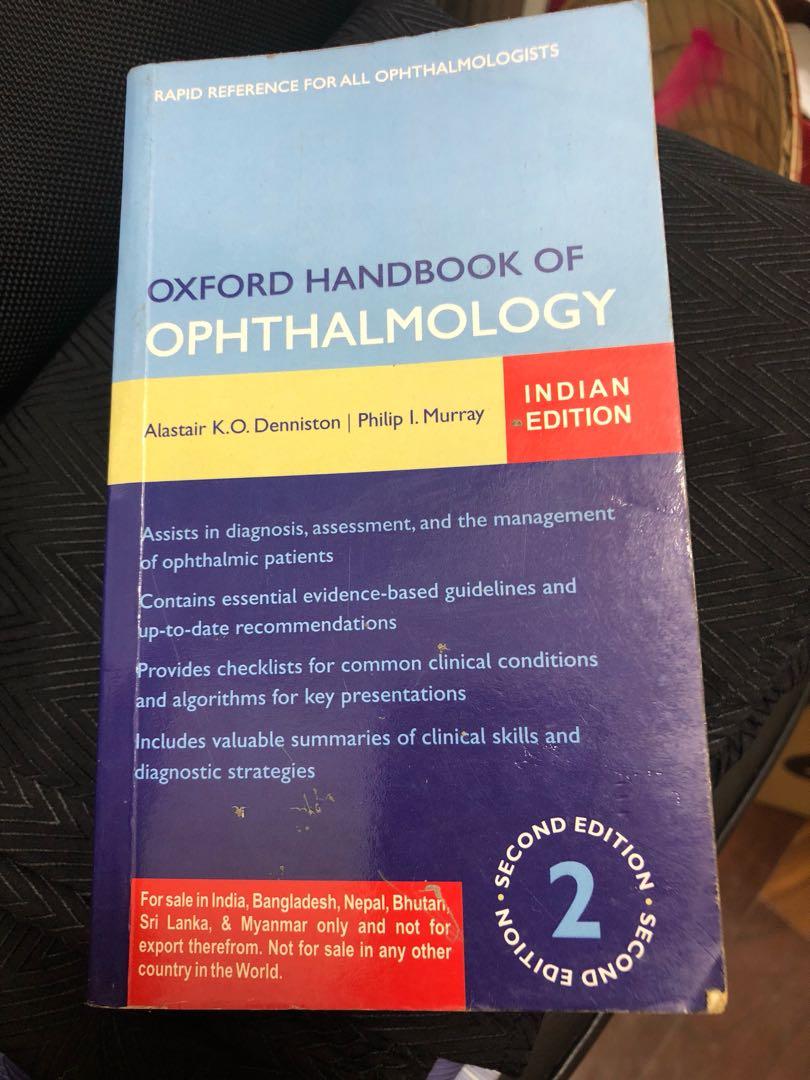 RAPID REFERENCE FOR ALL OPHTHALMOLOGISTS
OXFORD HANDBOOK OF
OPHTHALMOLOGY
Alastair K.O. Denniston | Philip I. Murray
INDIAN
EDITION
Assists in diagnosis, assessment, and the management
of ophthalmic patients
Contains essential evidence-based guidelines and
up-to-date recommendations
Provides checklists for common clinical conditions
and algorithms for key presentations
Includes valuable summaries of clinical skills and
diagnostic strategies
For sale in India, Bangladesh, Nepal, Bhutan,
Sri Lanka, & Myanmar only and not for
export therefrom. Not for sale in any other
country in the World.
SECOND EDITION • SECOND EDITION •
2